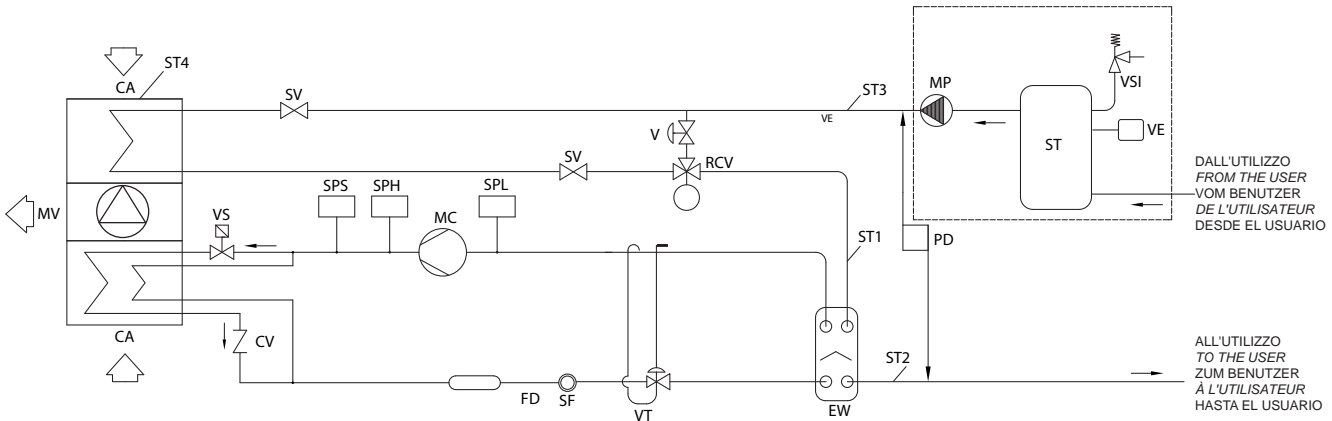 ST4
CA
SV
MP
ST3
VE
VSI
V
VE
ST
SV
RCV
DALL'UTILIZZO
FROM THE USER
VOM BENUTZER
DE L'UTILISATEUR
DESDE EL USUARIO
SPS
SPH
SPL
MV
VS
MC
ST1
PD
CA
CV
ST2
FD
SF
VT
EW
ALL'UTILIZZO
TO THE USER
ZUM BENUTZER
À L'UTILISATEUR
HASTA EL USUARIO